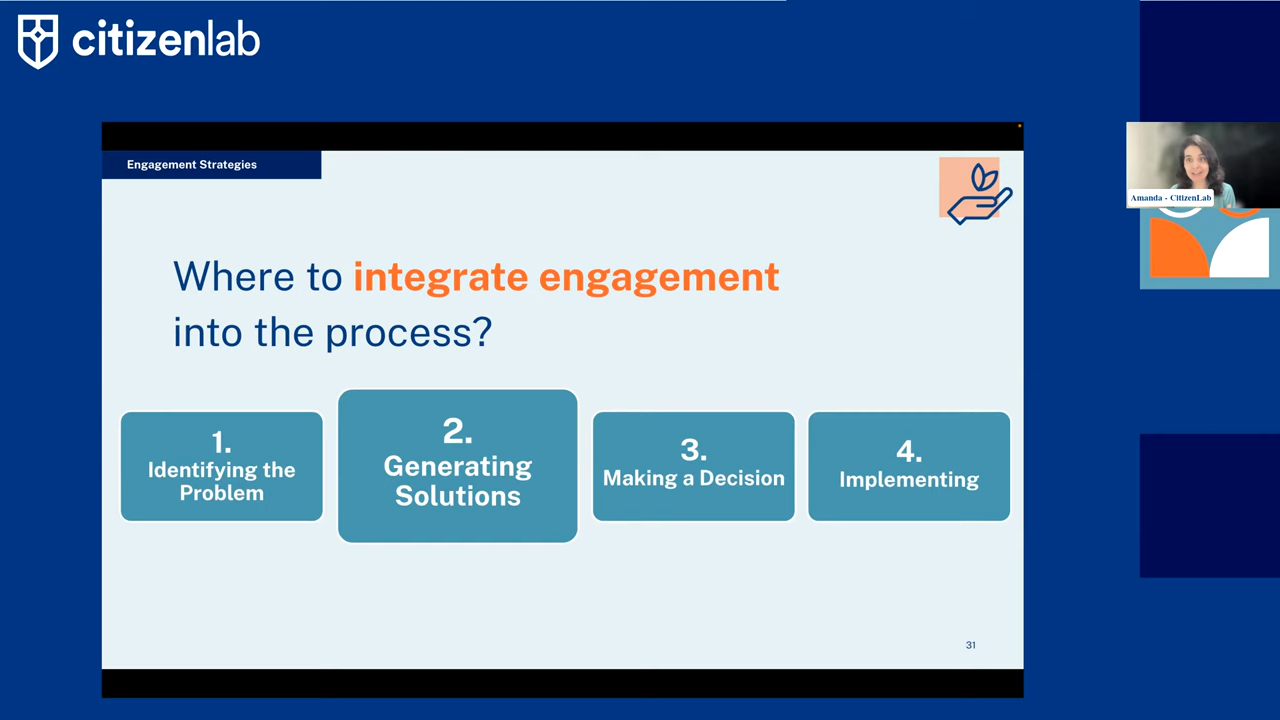 citizenlab
Engagement Strategies
Where to integrate engagement
into the process?
1.
Identifying the
Problem
2.
Generating
Solutions
3.
Making a Decision
4.
Implementing
31
Amanda - CitizenLab